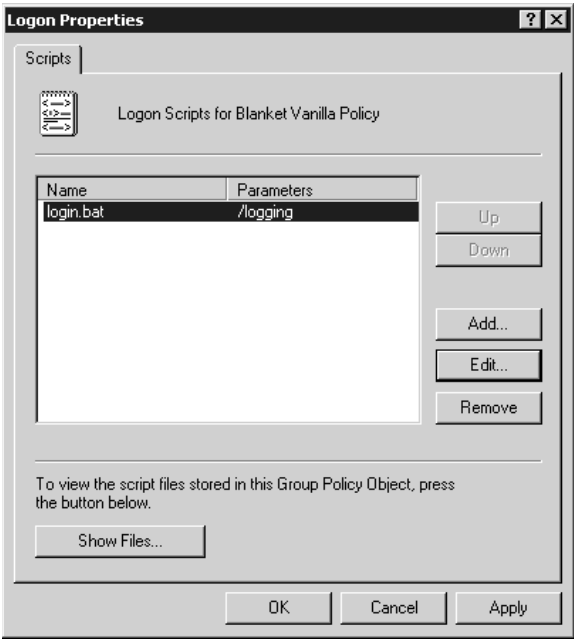 Logon Properties
Scripts
Logon Scripts for Blanket Vanilla Policy
Name Parameters
login.bat /logging
Up
Down
Add...
Edit...
Remove
To view the script files stored in this Group Policy Object, press
the button below.
Show Files...
OK Cancel Apply